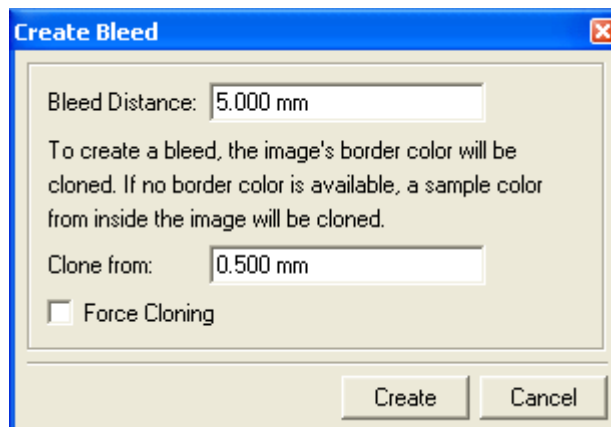 Create Bleed
Bleed Distance: 5.000 mm
To create a bleed, the image's border color will be
cloned. If no border color is available, a sample color
from inside the image will be cloned.
Clone from: 0.500 mm
Force Cloning
Create Cancel